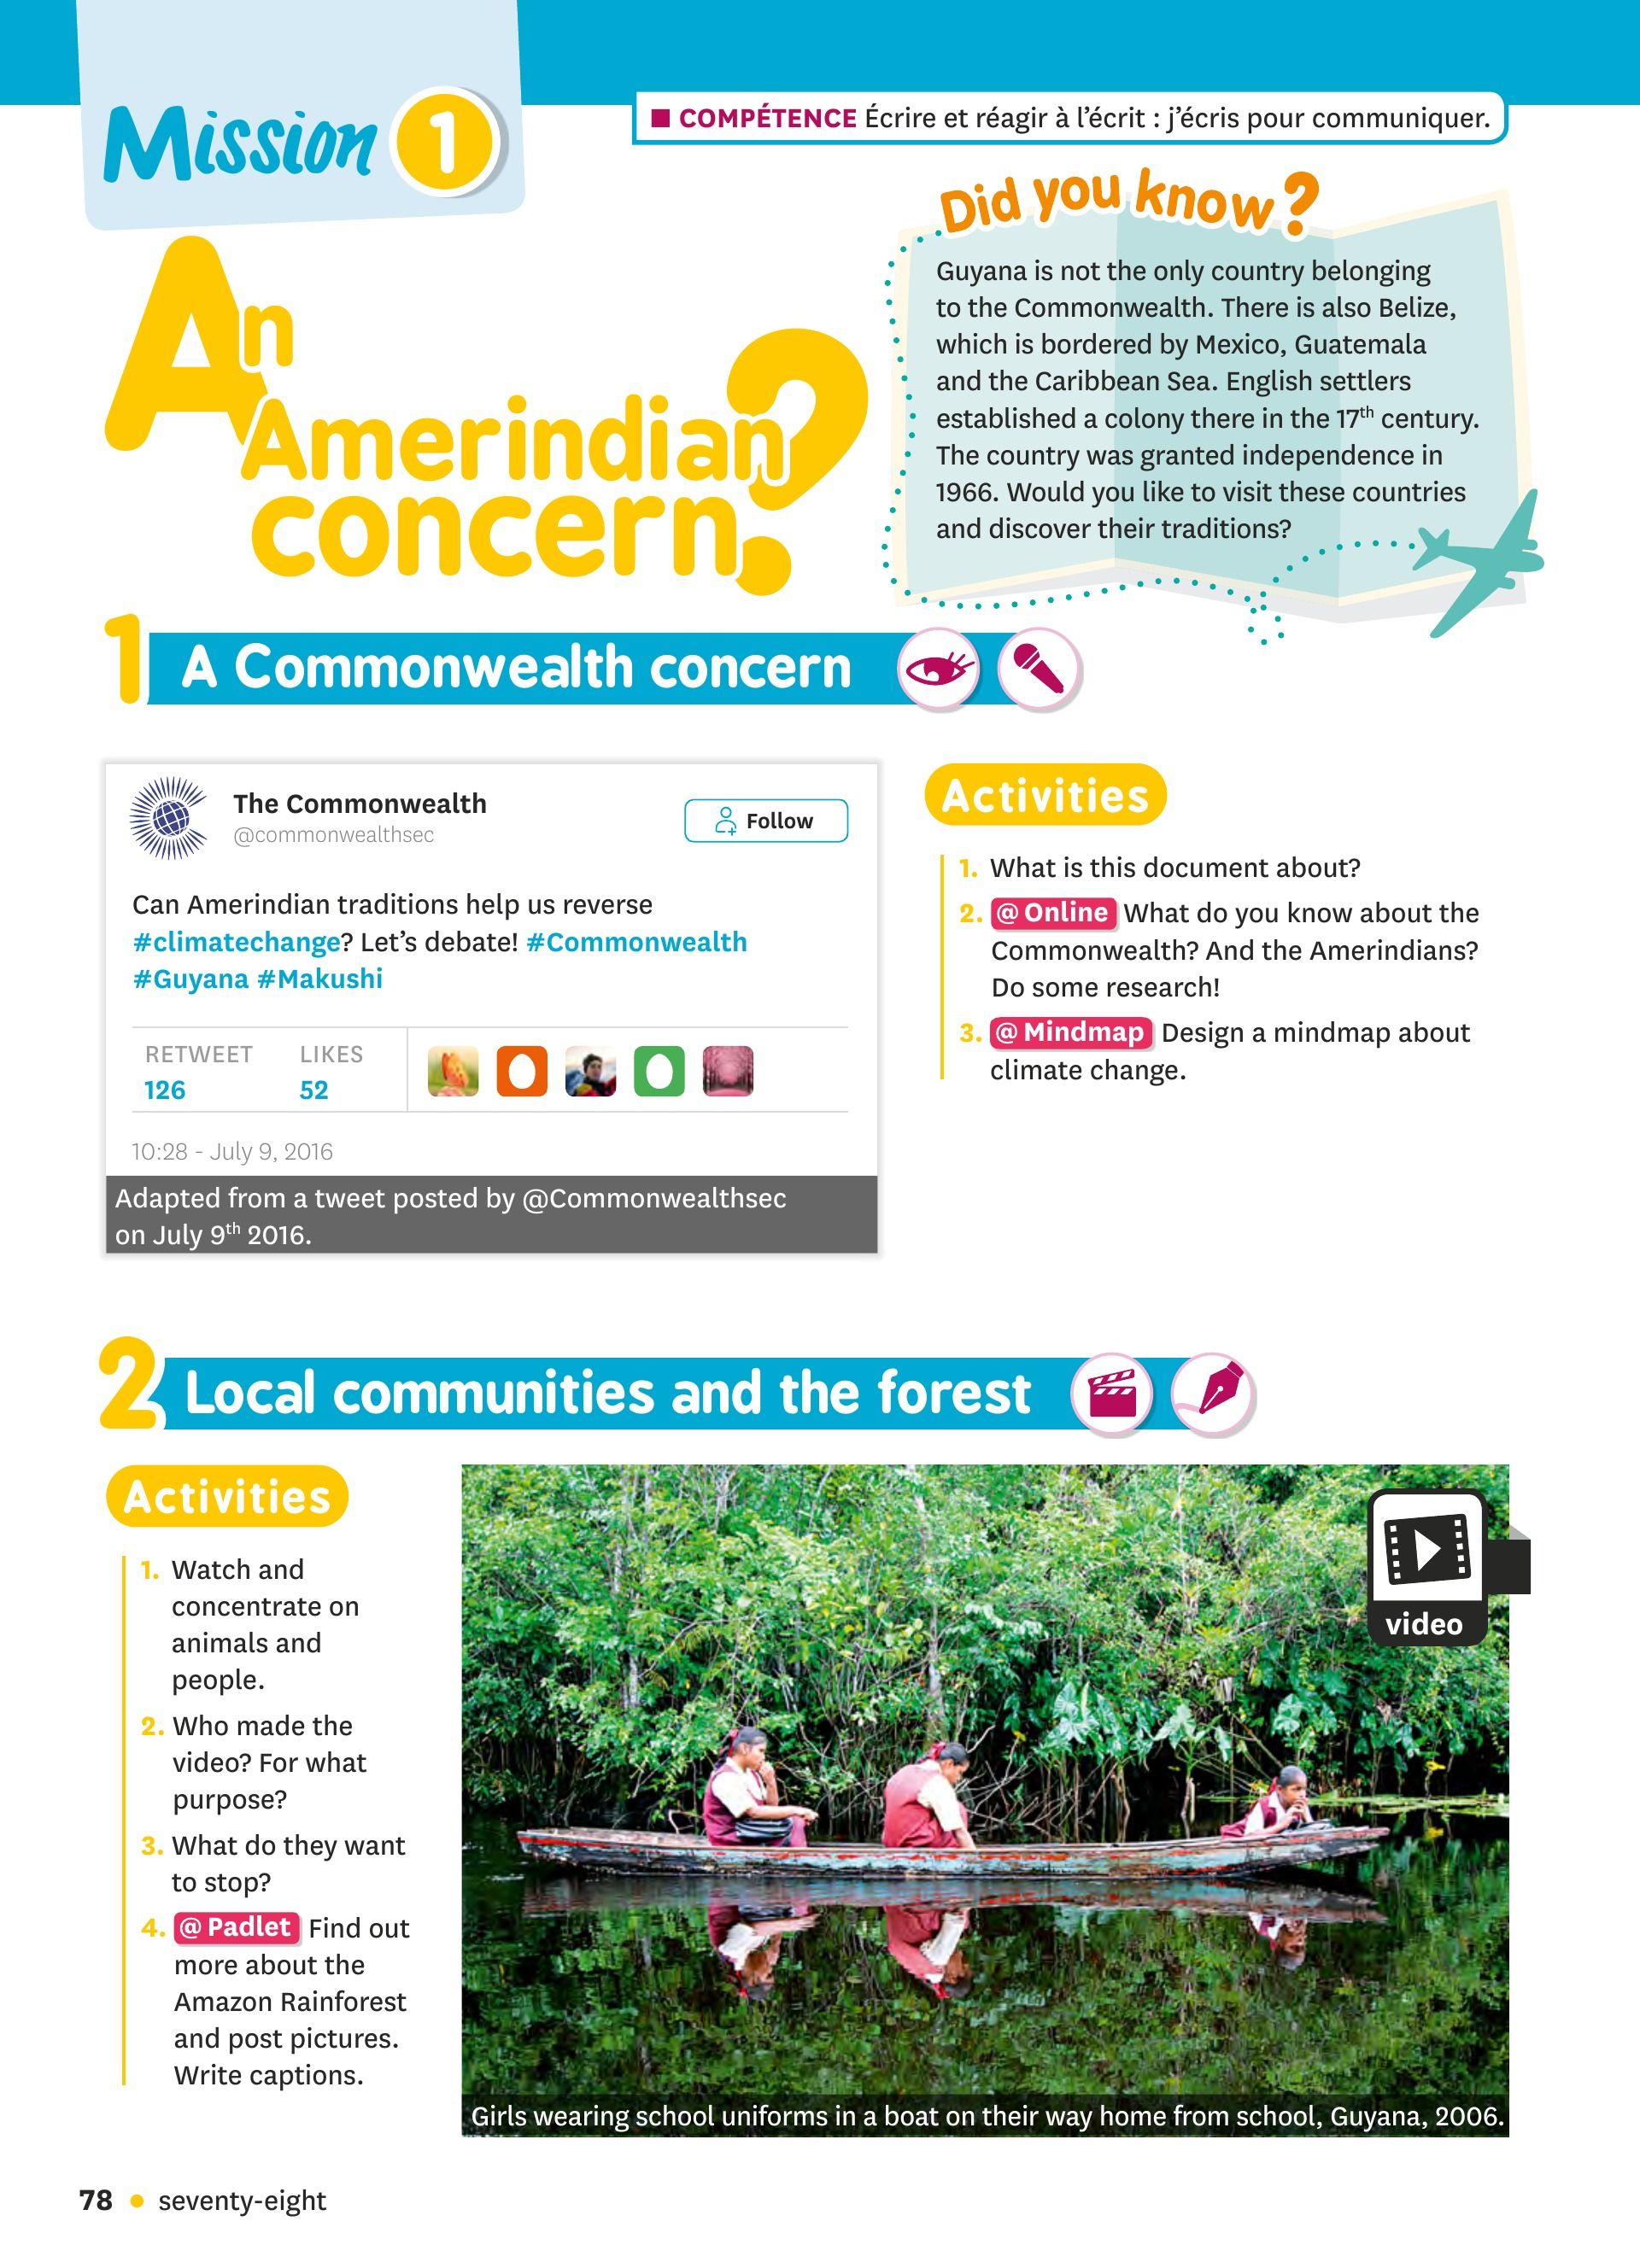 Mission 1
■ COMPÉTENCE Écrire et réagir à l'écrit : j'écris pour communiquer.
An
Amerindian
concern?
Did you know?
Guyana is not the only country belonging
to the Commonwealth. There is also Belize,
which is bordered by Mexico, Guatemala
and the Caribbean Sea. English settlers
established a colony there in the 17th century.
The country was granted independence in
1966. Would you like to visit these countries
and discover their traditions?
1 A Commonwealth concern
The Commonwealth
@commonwealthsec
Follow
Can Amerindian traditions help us reverse
#climatechange? Let's debate! #Commonwealth
#Guyana #Makushi
RETWEET LIKES
126 52
10:28 - July 9, 2016
Adapted from a tweet posted by @Commonwealthsec
on July 9th 2016.
Activities
1. What is this document about?
2. @ Online What do you know about the
Commonwealth? And the Amerindians?
Do some research!
3. @ Mindmap Design a mindmap about
climate change.
2 Local communities and the forest
Activities
1. Watch and
concentrate on
animals and
people.
2. Who made the
video? For what
purpose?
3. What do they want
to stop?
4. @ Padlet Find out
more about the
Amazon Rainforest
and post pictures.
Write captions.
video
Girls wearing school uniforms in a boat on their way home from school, Guyana, 2006.
78 • seventy-eight